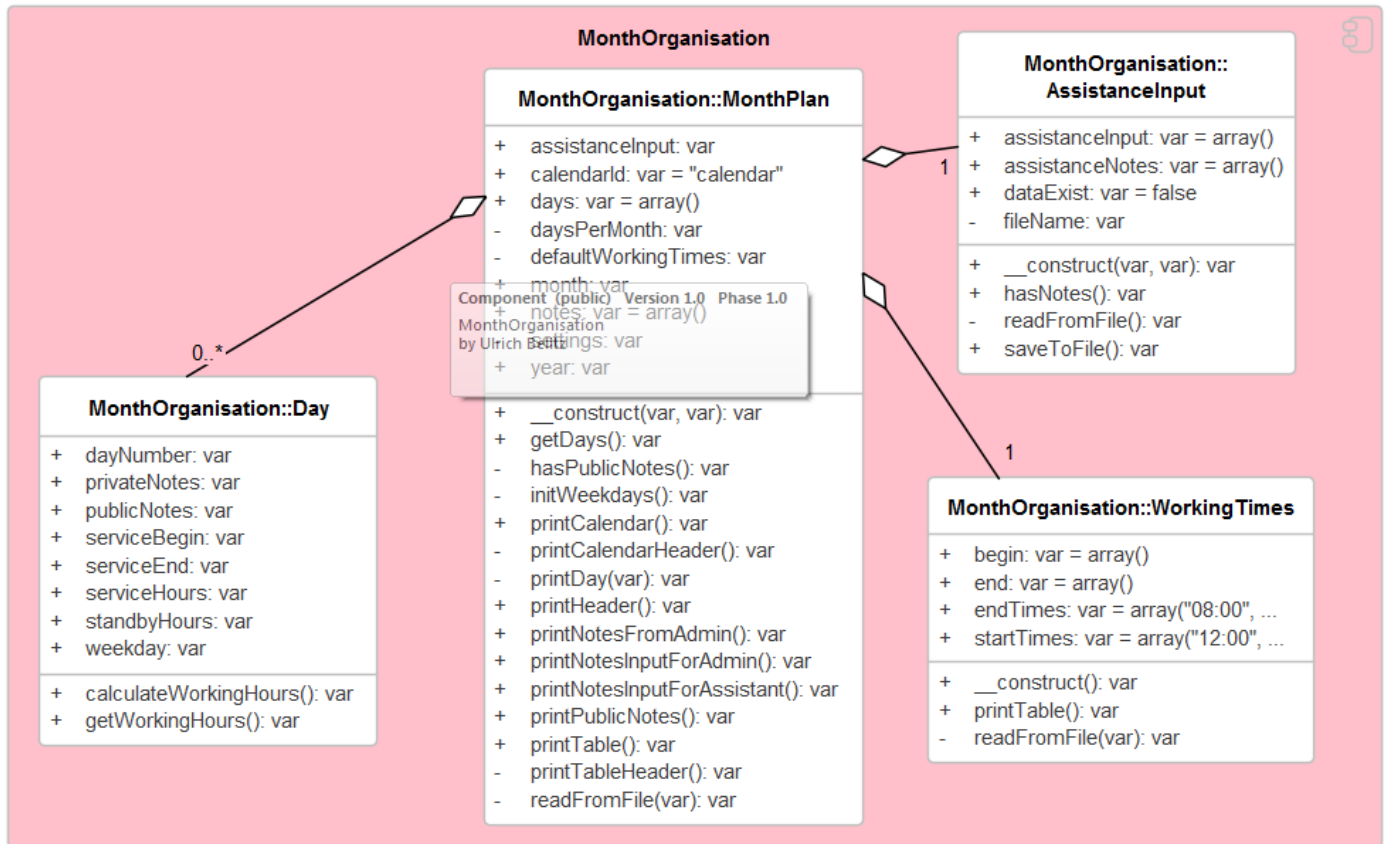 MonthOrganisation
MonthOrganisation::MonthPlan
+ assistanceInput: var
+ calendarId: var = "calendar"
+ days: var = array()
- daysPerMonth: var
- defaultWorkingTimes: var
+ month: var
+ notes: var = array()
settings: var
+ year: var
+ __construct(var, var): var
+ getDays(): var
- hasPublicNotes(): var
- initWeekdays(): var
+ printCalendar(): var
- printCalendarHeader(): var
- printDay(var): var
+ printHeader(): var
+ printNotesFromAdmin(): var
+ printNotesInputForAdmin(): var
+ printNotesInputForAssistant(): var
+ printPublicNotes(): var
+ printTable(): var
- printTableHeader(): var
- readFromFile(var): var
Component (public) Version 1.0 Phase 1.0
MonthOrganisation
by Ulrich Belitz
MonthOrganisation::
AssistanceInput
+ assistanceInput: var = array()
+ assistanceNotes: var = array()
+ dataExist: var = false
- fileName: var
+ __construct(var, var): var
+ hasNotes(): var
- readFromFile(): var
+ saveToFile(): var
1
0..*
MonthOrganisation::Day
+ dayNumber: var
+ privateNotes: var
+ publicNotes: var
+ serviceBegin: var
+ serviceEnd: var
+ serviceHours: var
+ standbyHours: var
+ weekday: var
+ calculateWorkingHours(): var
+ getWorkingHours(): var
1
MonthOrganisation::WorkingTimes
+ begin: var = array()
+ end: var = array()
+ endTimes: var = array("08:00", ...
+ startTimes: var = array("12:00", ...
+ __construct(): var
+ printTable(): var
- readFromFile(var): var